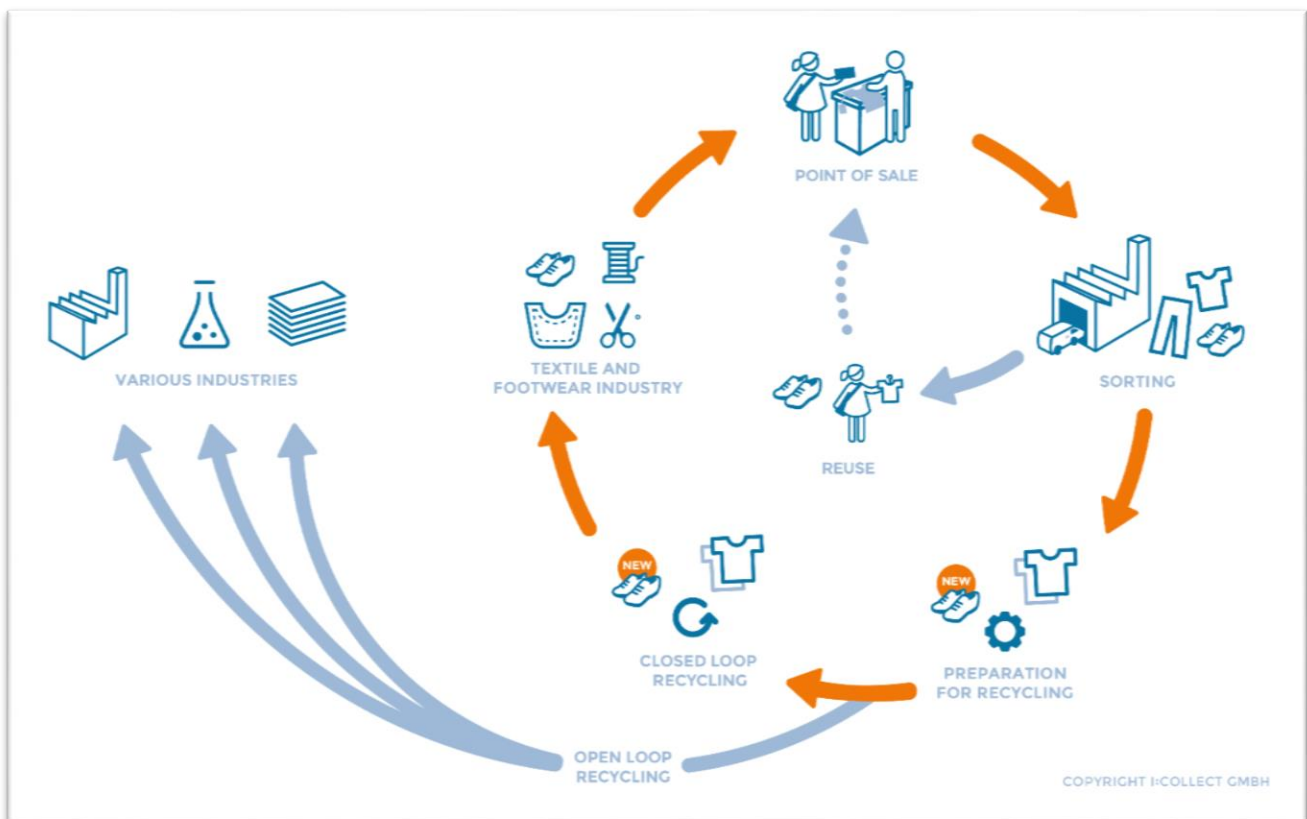 POINT OF SALE
SORTING
REUSE
TEXTILE AND
FOOTWEAR INDUSTRY
VARIOUS INDUSTRIES
NEW
CLOSED LOOP
RECYCLING
NEW
PREPARATION
FOR RECYCLING
OPEN LOOP
RECYCLING
COPYRIGHT I:COLLECT GMBH